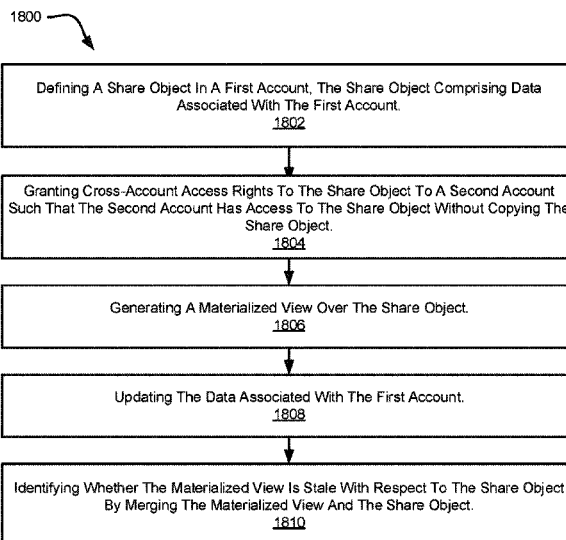 1800
Defining A Share Object In A First Account, The Share Object Comprising Data
Associated With The First Account.
1802
Granting Cross-Account Access Rights To The Share Object To A Second Account
Such That The Second Account Has Access To The Share Object Without Copying The
Share Object.
1804
Generating A Materialized View Over The Share Object.
1806
Updating The Data Associated With The First Account.
1808
Identifying Whether The Materialized View Is Stale With Respect To The Share Object
By Merging The Materialized View And The Share Object.
1810